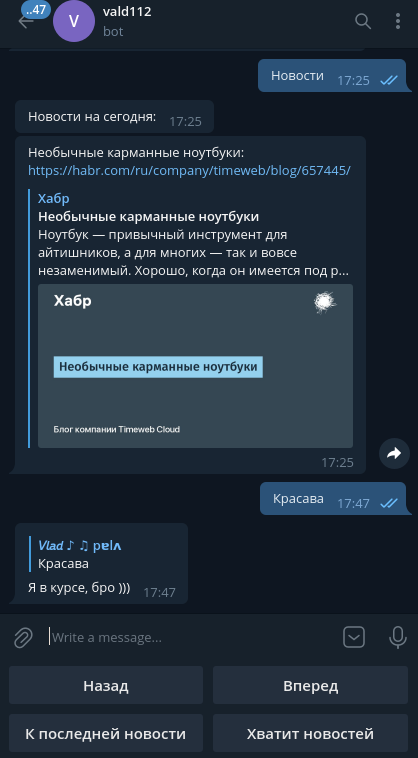 ..47
V
vald112
bot
Новости 17:25
Новости на сегодня: 17:25
Необычные карманные ноутбуки:
https://habr.com/ru/company/timeweb/blog/657445/
Хабр
Необычные карманные ноутбуки
Ноутбук — привычный инструмент для
айтишников, а для многих — так и вовсе
незаменимый. Хорошо, когда он имеется под р...
Хабр
Необычные карманные ноутбуки
Блог компании Timeweb Cloud
17:25
Красава 17:47
Vlad ♪ ♫ pɐlʌ
Красава
Я в курсе, бро ))) 17:47
Write a message...
Назад
Вперед
К последней новости
Хватит новостей